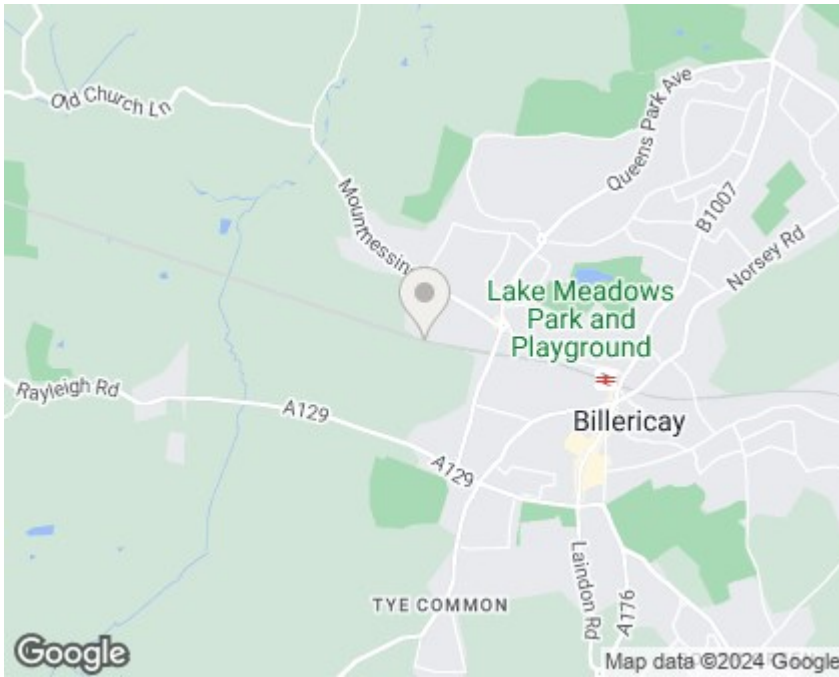 Old Church Ln
Queens Park Ave
Mountnessing
B1007
Norsey Rd
Lake Meadows
Park and
Playground
Rayleigh Rd
A129
Billericay
A129
Laindon Rd
A176
TYE COMMON
Google
Map data ©2024 Google